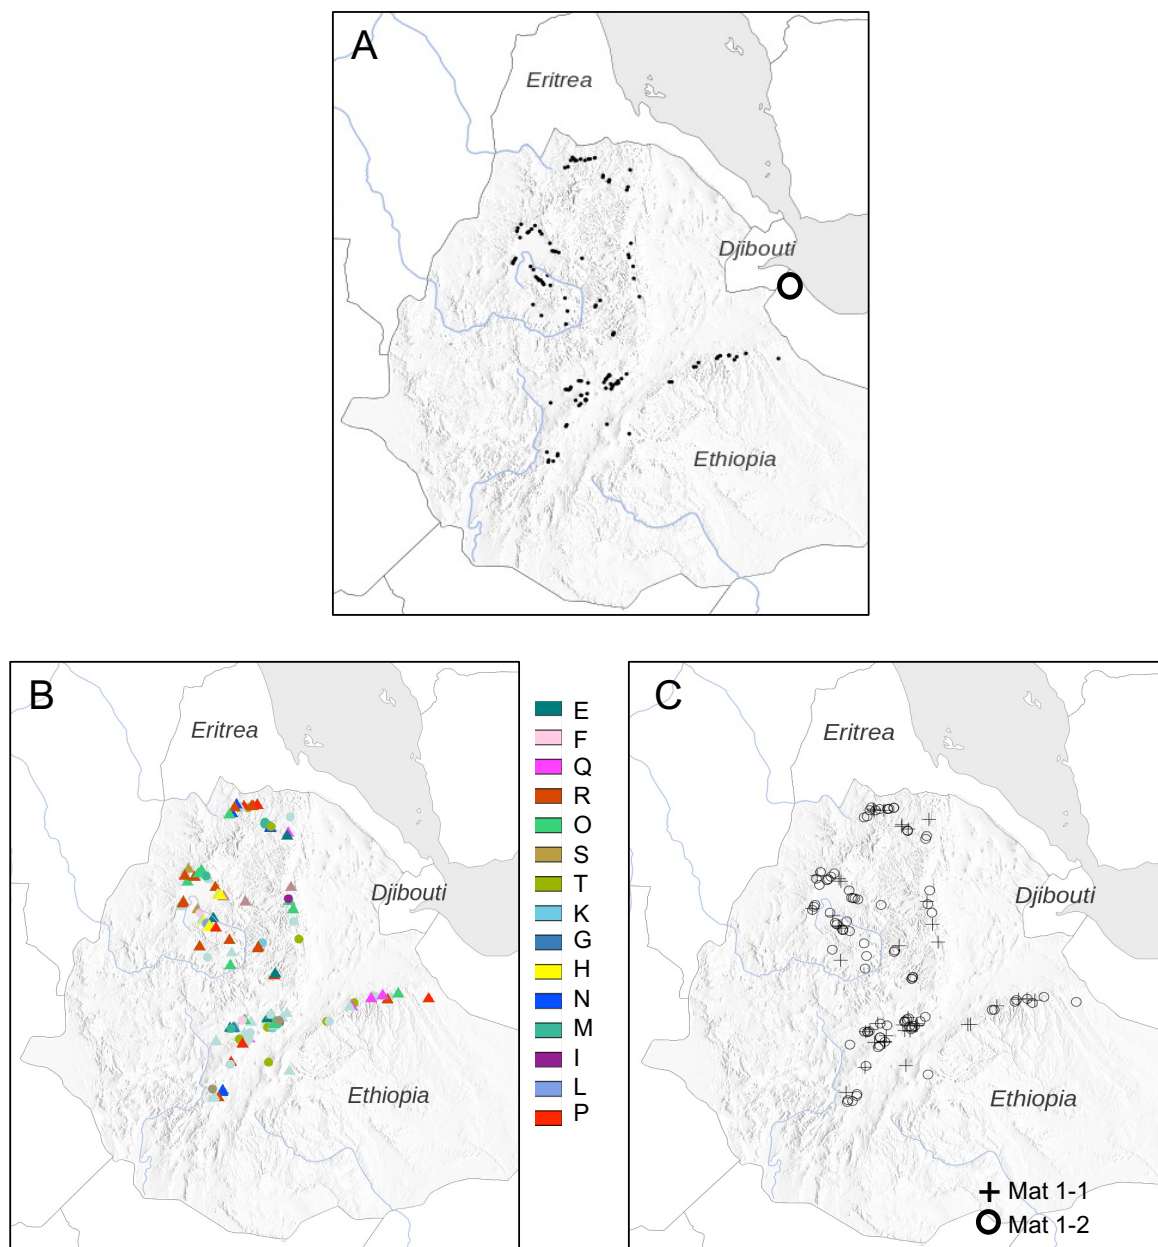 A
Eritrea
Djibouti
Ethiopia
B
Eritrea
Djibouti
Ethiopia
E
F
Q
R
O
S
T
K
G
H
N
M
I
L
P
C
Eritrea
Djibouti
Ethiopia
Mat 1-1
Mat 1-2